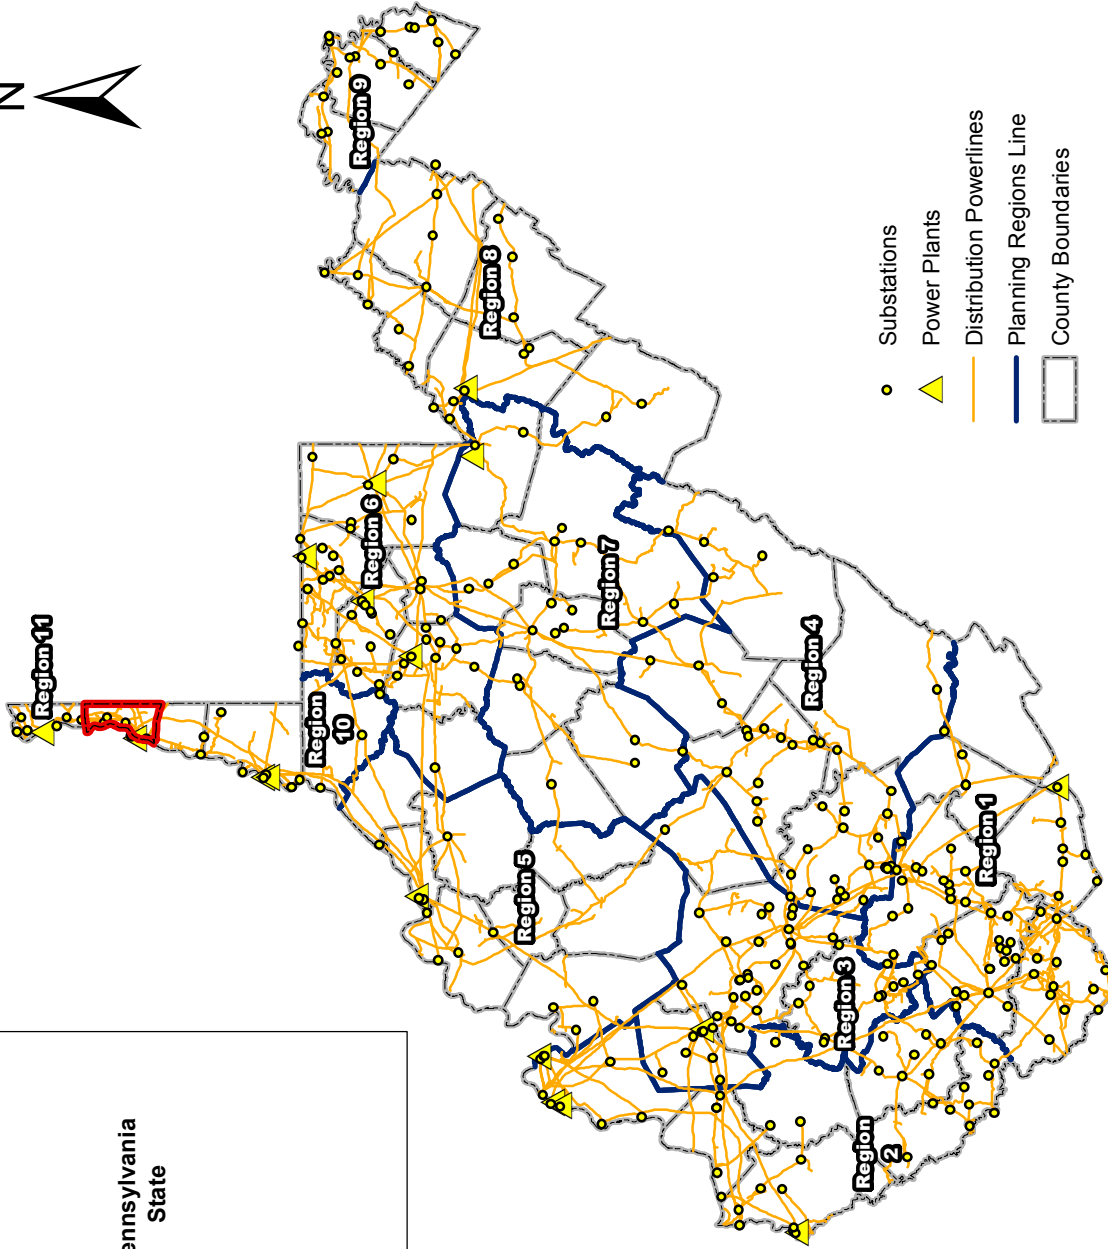 N
Region 9
Region 8
Region 11
Region 6
Region
10
Region 7
Region 5
Region 4
Region 3
Region 1
Region
2
ennsylvania
State
Substations
Power Plants
Distribution Powerlines
Planning Regions Line
County Boundaries